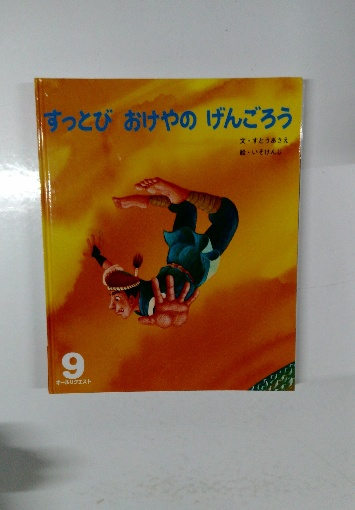 すっとび おけやの げんごろう
文・すとうあさえ
絵・いそけんじ
9
オールリクエスト